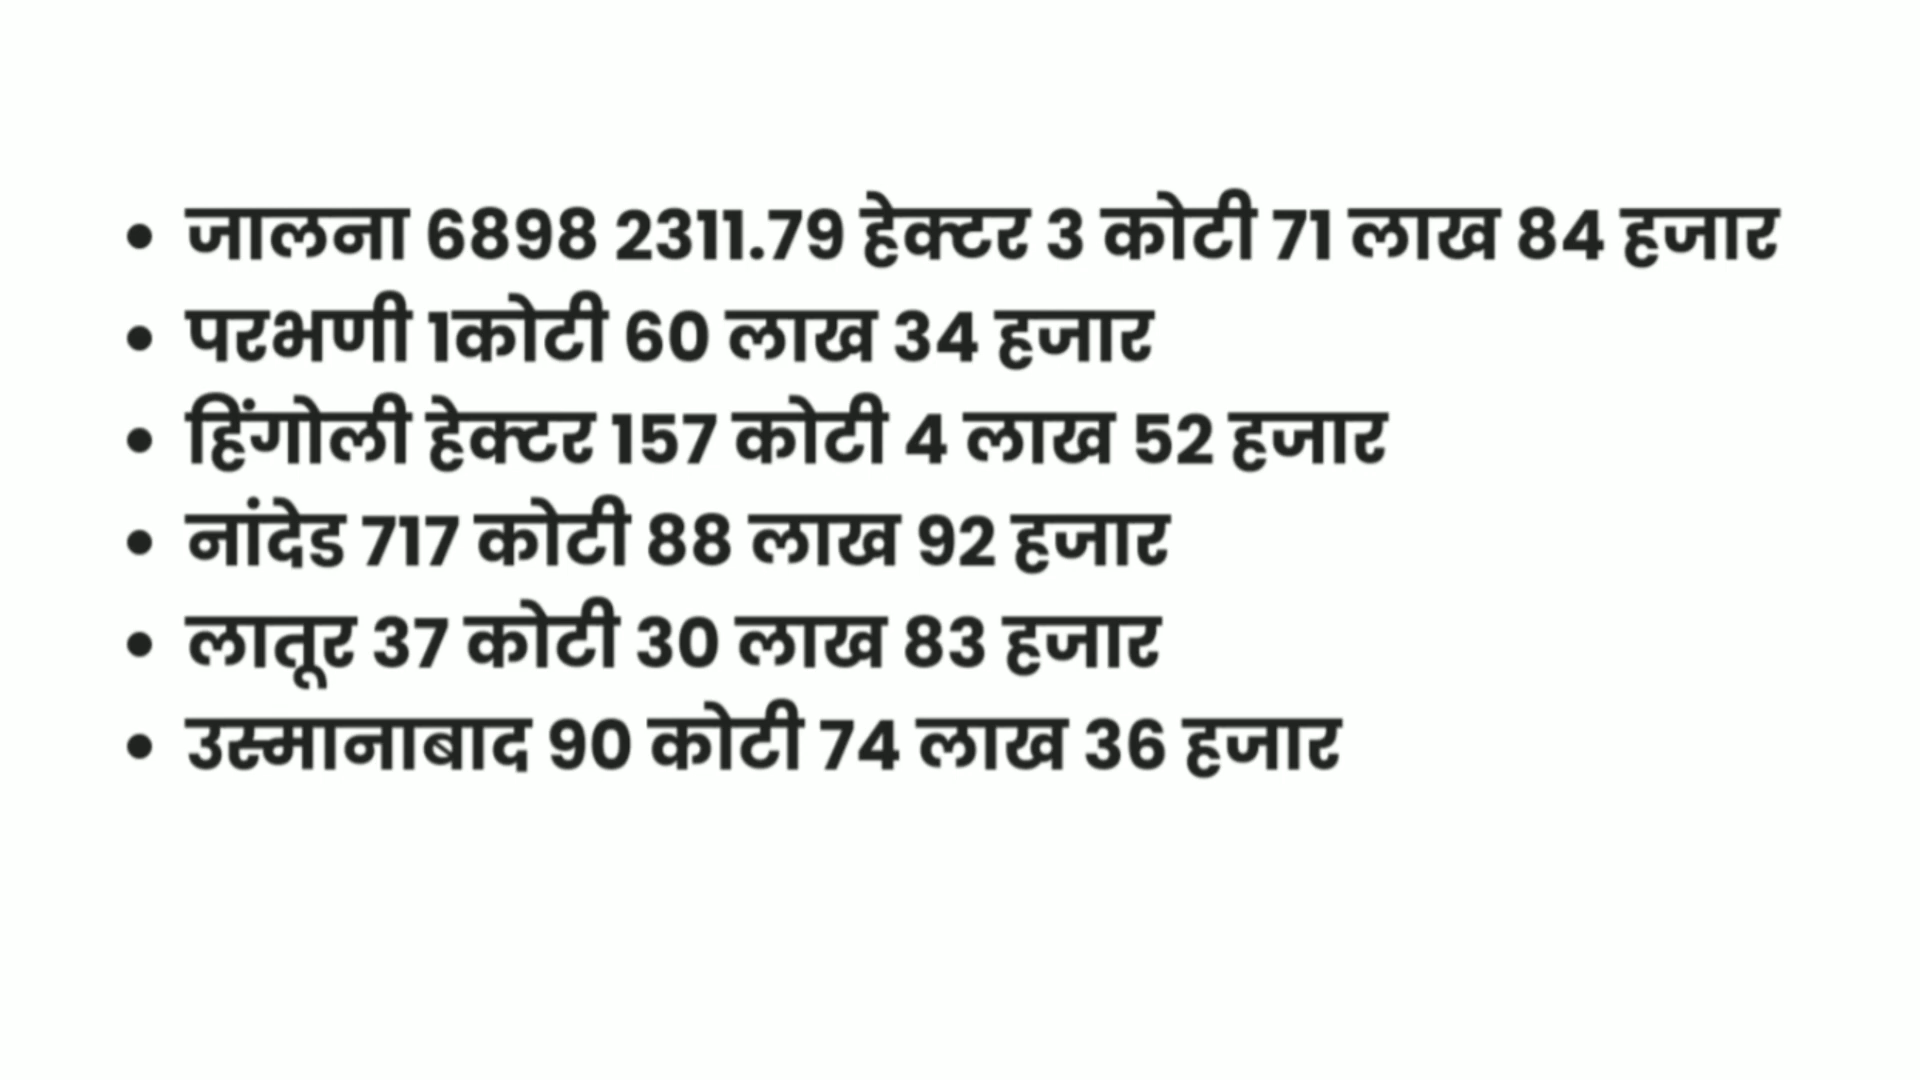 • जालना 6898 2311.79 हेक्टर 3 कोटी 71 लाख 84 हजार
• परभणी 1कोटी 60 लाख 34 हजार
• हिंगोली हेक्टर 157 कोटी 4 लाख 52 हजार
• नांदेड 717 कोटी 88 लाख 92 हजार
• लातूर 37 कोटी 30 लाख 83 हजार
• उस्मानाबाद 90 कोटी 74 लाख 36 हजार